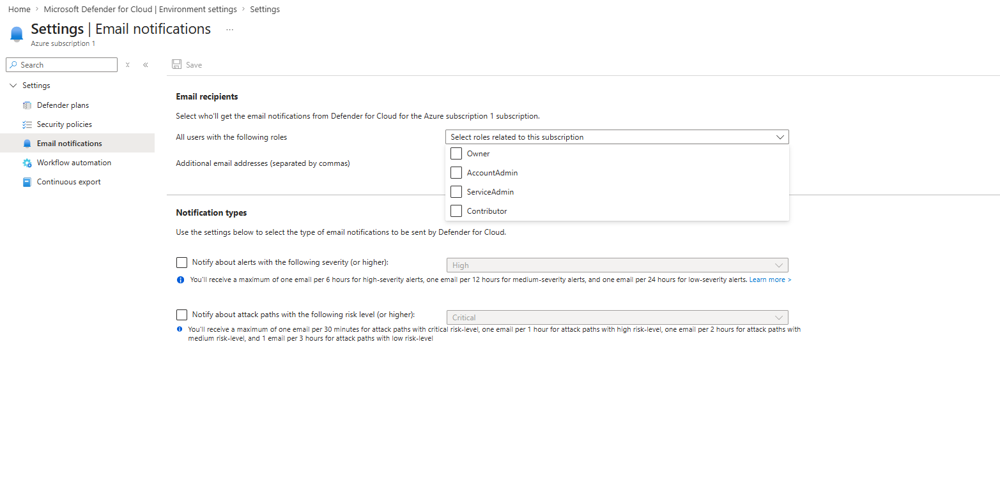 Home > Microsoft Defender for Cloud | Environment settings > Settings
Settings | Email notifications ...
Azure subscription 1
Search
Save
Settings
Defender plans
Security policies
Email notifications
Workflow automation
Continuous export
Email recipients
Select who'll get the email notifications from Defender for Cloud for the Azure subscription 1 subscription.
All users with the following roles
Select roles related to this subscription
Owner
AccountAdmin
ServiceAdmin
Contributor
Additional email addresses (separated by commas)
Notification types
Use the settings below to select the type of email notifications to be sent by Defender for Cloud.
Notify about alerts with the following severity (or higher):
High
You'll receive a maximum of one email per 6 hours for high-severity alerts, one email per 12 hours for medium-severity alerts, and one email per 24 hours for low-severity alerts. Learn more >
Notify about attack paths with the following risk level (or higher):
Critical
You'll receive a maximum of one email per 30 minutes for attack paths with critical risk-level, one email per 1 hour for attack paths with high risk-level, one email per 2 hours for attack paths with
medium risk-level, and 1 email per 3 hours for attack paths with low risk-level